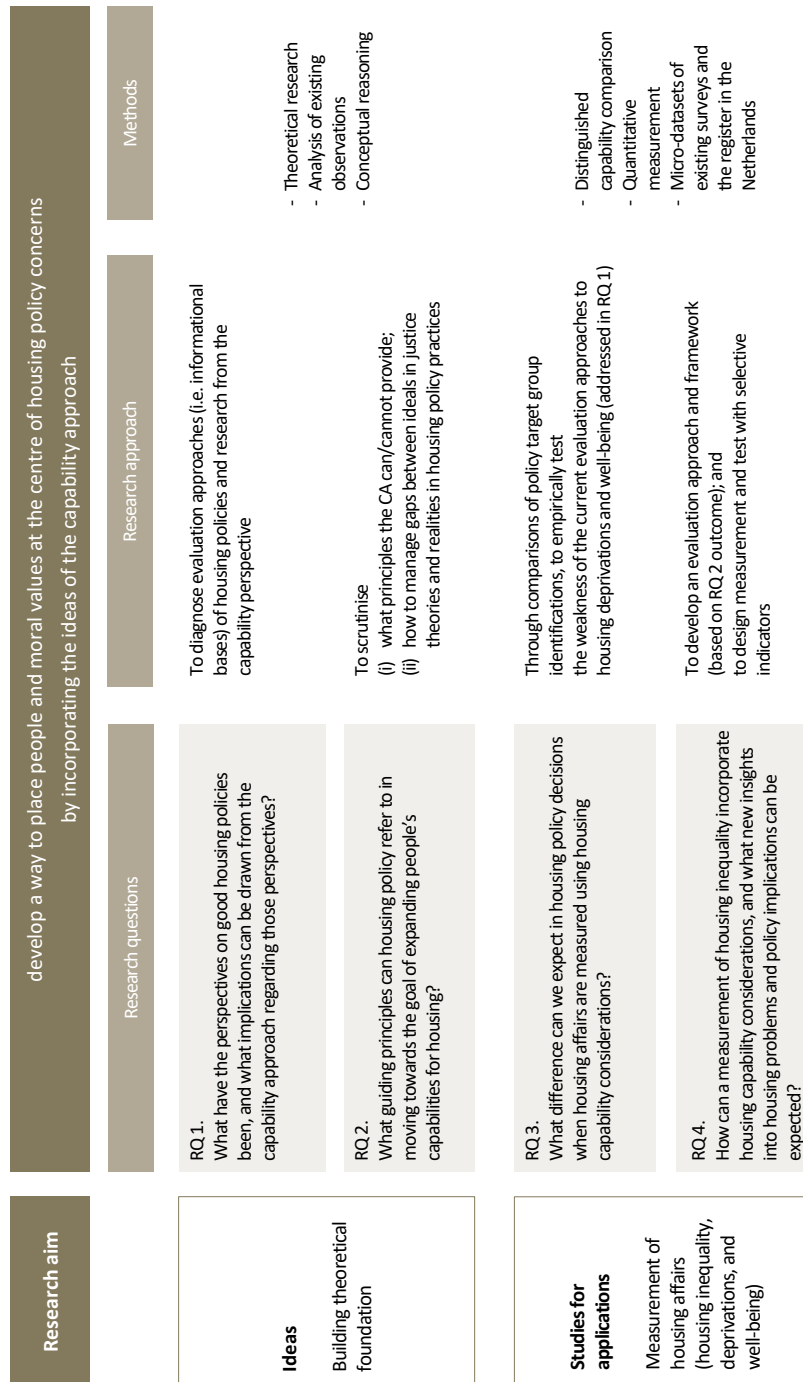 Research aim
develop a way to place people and moral values at the centre of housing policy concerns
by incorporating the ideas of the capability approach
Research questions
Research approach
Methods
Ideas
Building theoretical
foundation
RQ 1.
What have the perspectives on good housing policies
been, and what implications can be drawn from the
capability approach regarding those perspectives?
To diagnose evaluation approaches (i.e. informational
bases) of housing policies and research from the
capability perspective
RQ 2.
What guiding principles can housing policy refer to in
moving towards the goal of expanding people's
capabilities for housing?
To scrutinise
(i) what principles the CA can/cannot provide;
(ii) how to manage gaps between ideals in justice
theories and realities in housing policy practices
- Theoretical research
- Analysis of existing
observations
- Conceptual reasoning
Studies for
applications
Measurement of
housing affairs
(housing inequality,
deprivations, and
well-being)
RQ 3.
What difference can we expect in housing policy decisions
when housing affairs are measured using housing
capability considerations?
Through comparisons of policy target group
identifications, to empirically test
the weakness of the current evaluation approaches to
housing deprivations and well-being (addressed in RQ 1)
RQ 4.
How can a measurement of housing inequality incorporate
housing capability considerations, and what new insights
into housing problems and policy implications can be
expected?
To develop an evaluation approach and framework
(based on RQ 2 outcome); and
to design measurement and test with selective
indicators
- Distinguished
capability comparison
- Quantitative
measurement
- Micro-datasets of
existing surveys and
the register in the
Netherlands